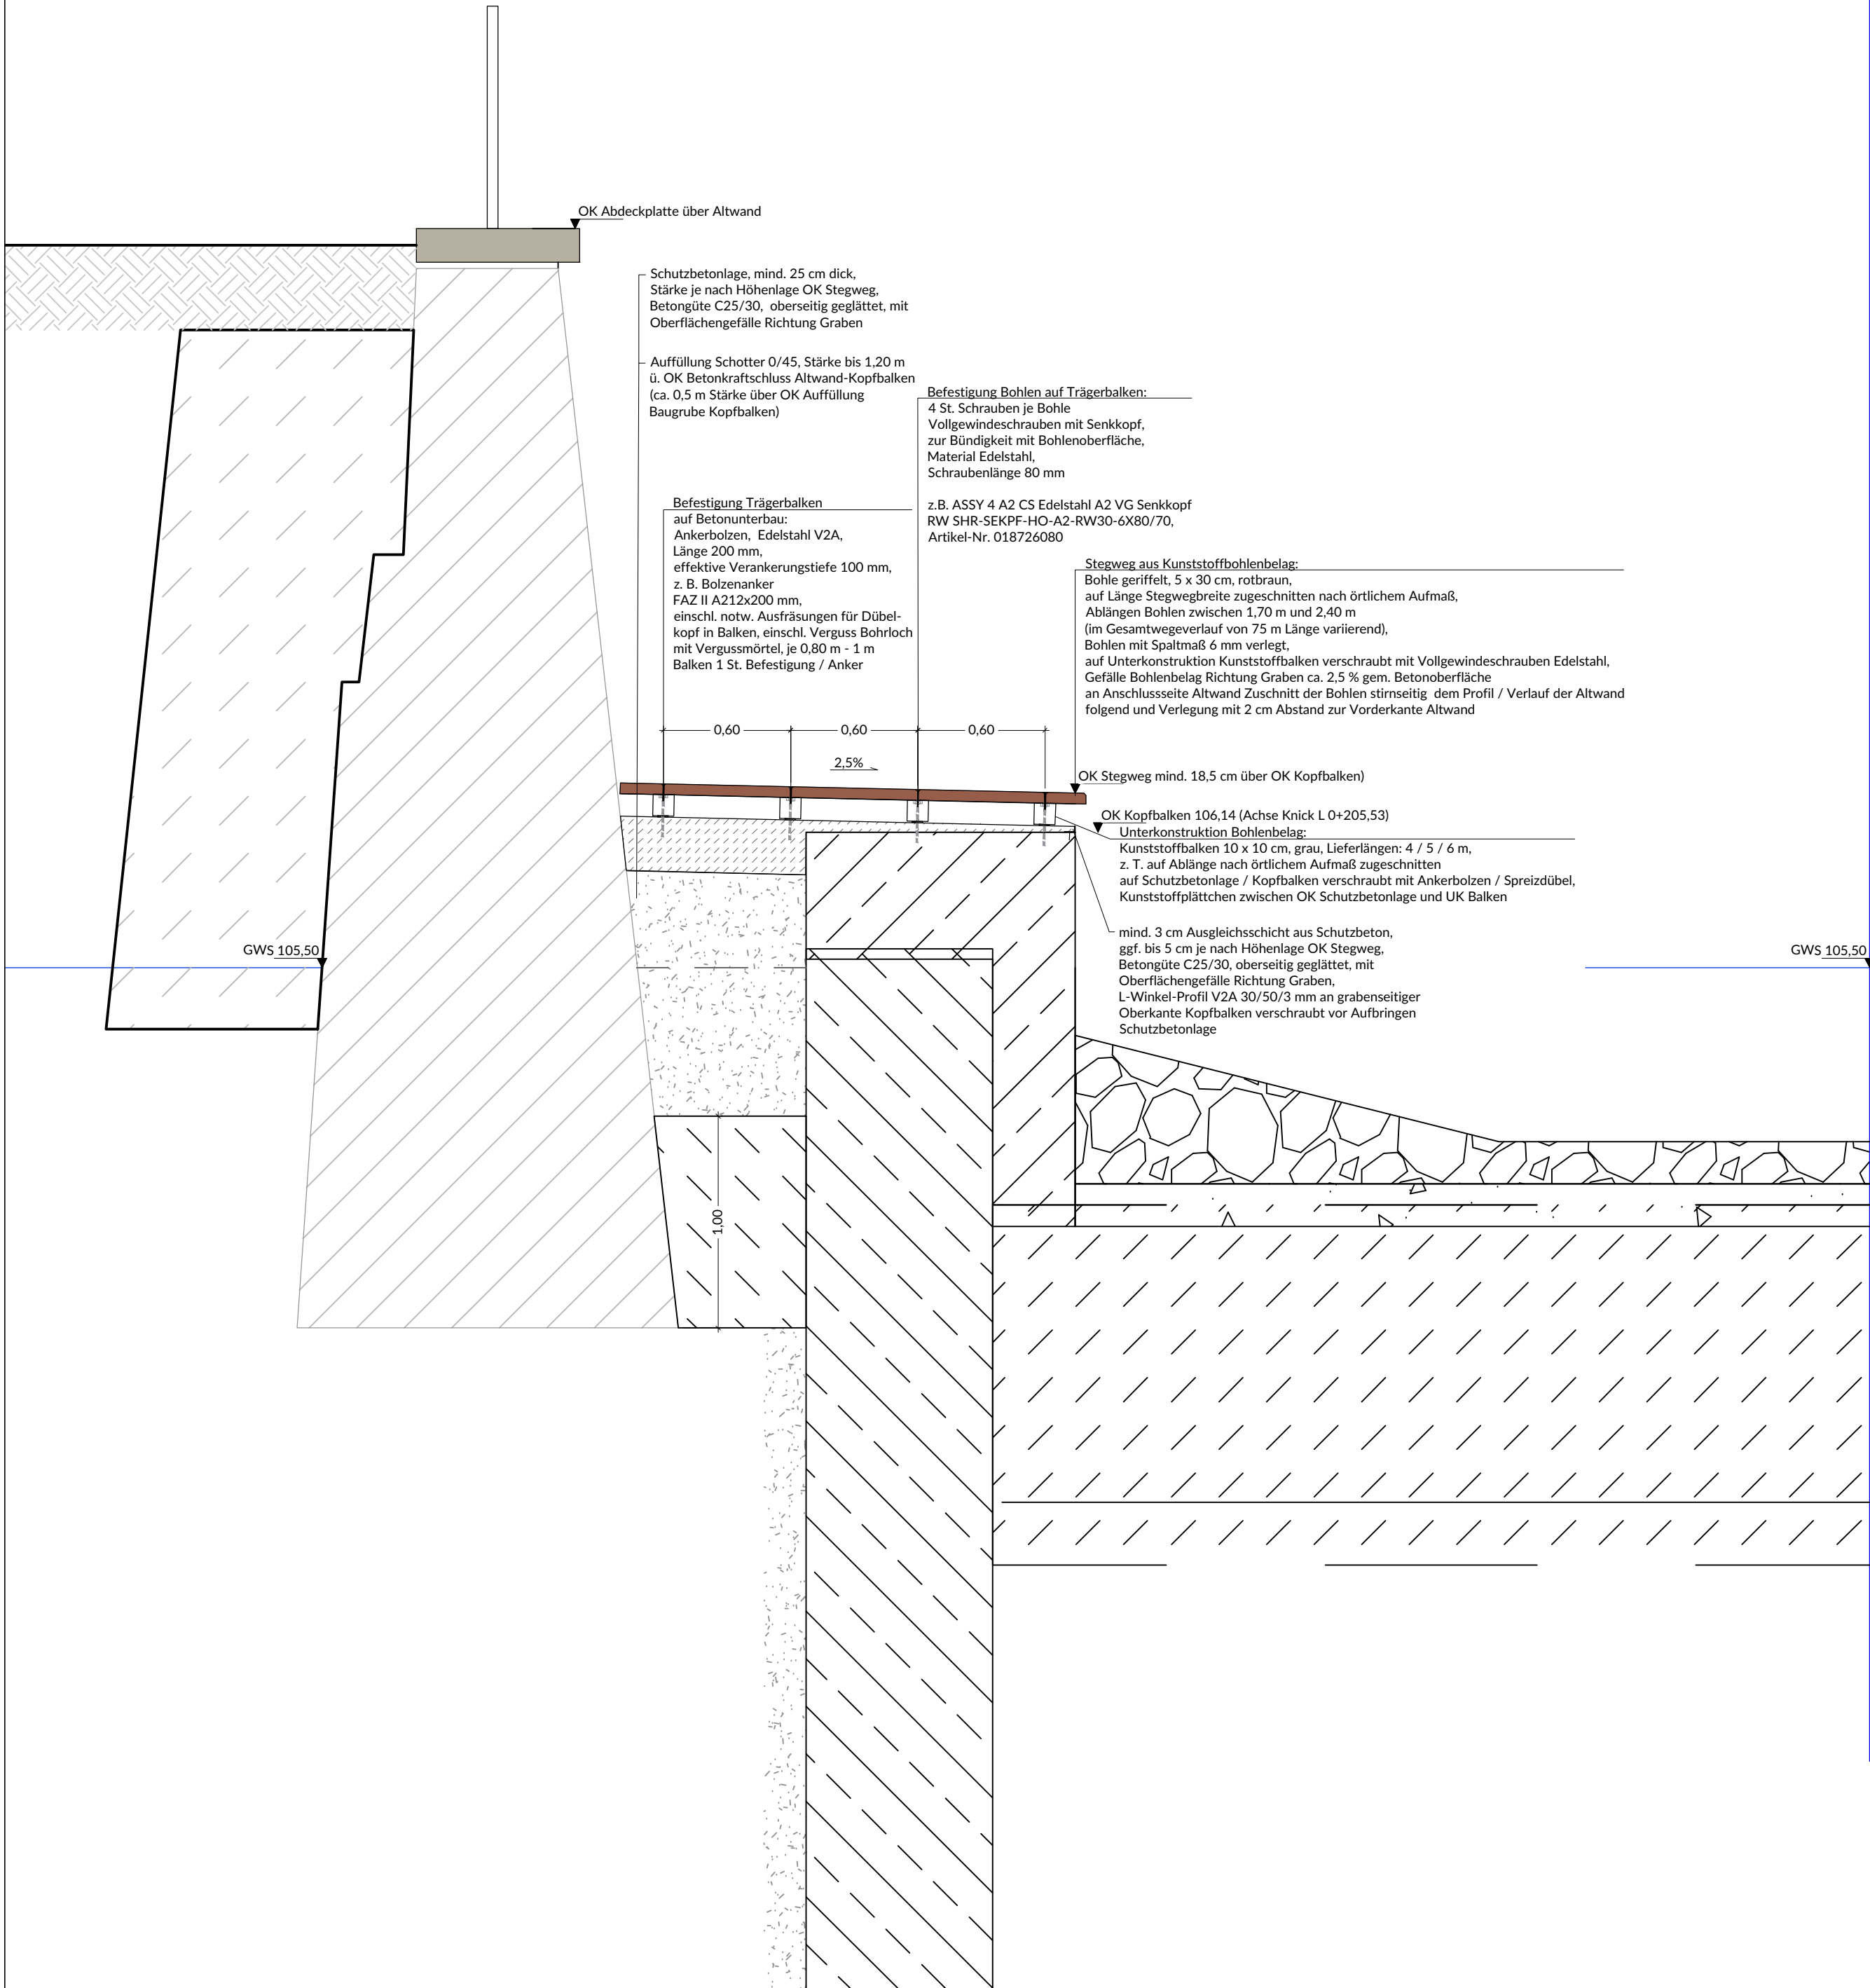 OK Abdeckplatte über Altwand
Schutzbetonlage, mind. 25 cm dick,
Stärke je nach Höhenlage OK Stegweg,
Betongüte C25/30, oberseitig geglättet, mit
Oberflächengefälle Richtung Graben
Auffüllung Schotter 0/45, Stärke bis 1,20 m
ü. OK Betonkraftschluss Altwand-Kopfbalken
(ca. 0,5 m Stärke über OK Auffüllung
Baugrube Kopfbalken)
Befestigung Bohlen auf Trägerbalken:
4 St. Schrauben je Bohle
Vollgewindeschrauben mit Senkkopf,
zur Bündigkeit mit Bohlenoberfläche,
Material Edelstahl,
Schraubenlänge 80 mm
z.B. ASSY 4 A2 CS Edelstahl A2 VG Senkkopf
RW SHR-SEKPF-HO-A2-RW30-6X80/70,
Artikel-Nr. 018726080
Befestigung Trägerbalken
auf Betonunterbau:
Ankerbolzen, Edelstahl V2A,
Länge 200 mm,
effektive Verankerungstiefe 100 mm,
z. B. Bolzenanker
FAZ II A212x200 mm,
einschl. notw. Ausfräsungen für Dübel-
kopf in Balken, einschl. Verguss Bohrloch
mit Vergussmörtel, je 0,80 m - 1 m
Balken 1 St. Befestigung / Anker
Stegweg aus Kunststoffbohlenbelag:
Bohle geriffelt, 5 x 30 cm, rotbraun,
auf Länge Stegwegbreite zugeschnitten nach örtlichem Aufmaß,
Ablängen Bohlen zwischen 1,70 m und 2,40 m
(im Gesamtwegeverlauf von 75 m Länge variierend),
Bohlen mit Spaltmaß 6 mm verlegt,
auf Unterkonstruktion Kunststoffbalken verschraubt mit Vollgewindeschrauben Edelstahl,
Gefälle Bohlenbelag Richtung Graben ca. 2,5 % gem. Betonoberfläche
an Anschlussseite Altwand Zuschnitt der Bohlen stirnseitig dem Profil / Verlauf der Altwand
folgend und Verlegung mit 2 cm Abstand zur Vorderkante Altwand
0,60
0,60
0,60
2,5%
OK Stegweg mind. 18,5 cm über OK Kopfbalken)
OK Kopfbalken 106,14 (Achse Knick L 0+205,53)
Unterkonstruktion Bohlenbelag:
Kunststoffbalken 10 x 10 cm, grau, Lieferlängen: 4 / 5 / 6 m,
z. T. auf Ablänge nach örtlichem Aufmaß zugeschnitten
auf Schutzbetonlage / Kopfbalken verschraubt mit Ankerbolzen / Spreizdübel,
Kunststoffplättchen zwischen OK Schutzbetonlage und UK Balken
mind. 3 cm Ausgleichsschicht aus Schutzbeton,
ggf. bis 5 cm je nach Höhenlage OK Stegweg,
Betongüte C25/30, oberseitig geglättet, mit
Oberflächengefälle Richtung Graben,
L-Winkel-Profil V2A 30/50/3 mm an grabenseitiger
Oberkante Kopfbalken verschraubt vor Aufbringen
Schutzbetonlage
GWS 105,50
GWS 105,50
1,00